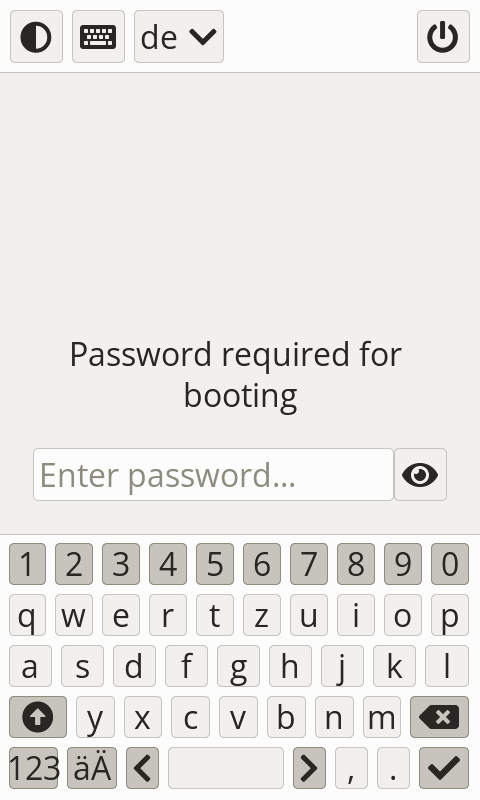 de
Password required for
booting
Enter password...
1 2 3 4 5 6 7 8 9 0
q w e r t z u i o p
a s d f g h j k l
y x c v b n m
123 äÄ , .